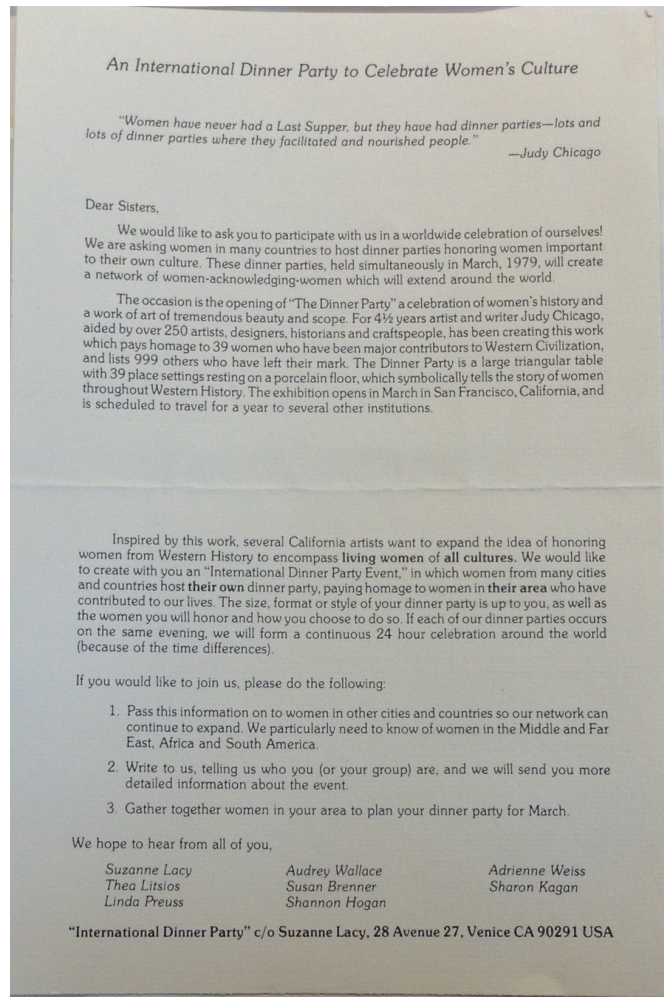 An International Dinner Party to Celebrate Women's Culture
"Women have never had a Last Supper, but they have had dinner parties—lots and
lots of dinner parties where they facilitated and nourished people."
—Judy Chicago
Dear Sisters,
We would like to ask you to participate with us in a worldwide celebration of ourselves!
We are asking women in many countries to host dinner parties honoring women important
to their own culture. These dinner parties, held simultaneously in March, 1979, will create
a network of women-acknowledging-women which will extend around the world.
The occasion is the opening of "The Dinner Party" a celebration of women's history and
a work of art of tremendous beauty and scope. For 4½ years artist and writer Judy Chicago,
aided by over 250 artists, designers, historians and craftspeople, has been creating this work
which pays homage to 39 women who have been major contributors to Western Civilization,
and lists 999 others who have left their mark. The Dinner Party is a large triangular table
with 39 place settings resting on a porcelain floor, which symbolically tells the story of women
throughout Western History. The exhibition opens in March in San Francisco, California, and
is scheduled to travel for a year to several other institutions.
Inspired by this work, several California artists want to expand the idea of honoring
women from Western History to encompass living women of all cultures. We would like
to create with you an "International Dinner Party Event," in which women from many cities
and countries host their own dinner party, paying homage to women in their area who have
contributed to our lives. The size, format or style of your dinner party is up to you, as well as
the women you will honor and how you choose to do so. If each of our dinner parties occurs
on the same evening, we will form a continuous 24 hour celebration around the world
(because of the time differences).
If you would like to join us, please do the following:
1. Pass this information on to women in other cities and countries so our network can
continue to expand. We particularly need to know of women in the Middle and Far
East, Africa and South America.
2. Write to us, telling us who you (or your group) are, and we will send you more
detailed information about the event.
3. Gather together women in your area to plan your dinner party for March.
We hope to hear from all of you,
Suzanne Lacy Audrey Wallace Adrienne Weiss
Thea Litsios Susan Brenner Sharon Kagan
Linda Preuss Shannon Hogan
"International Dinner Party" c/o Suzanne Lacy, 28 Avenue 27, Venice CA 90291 USA